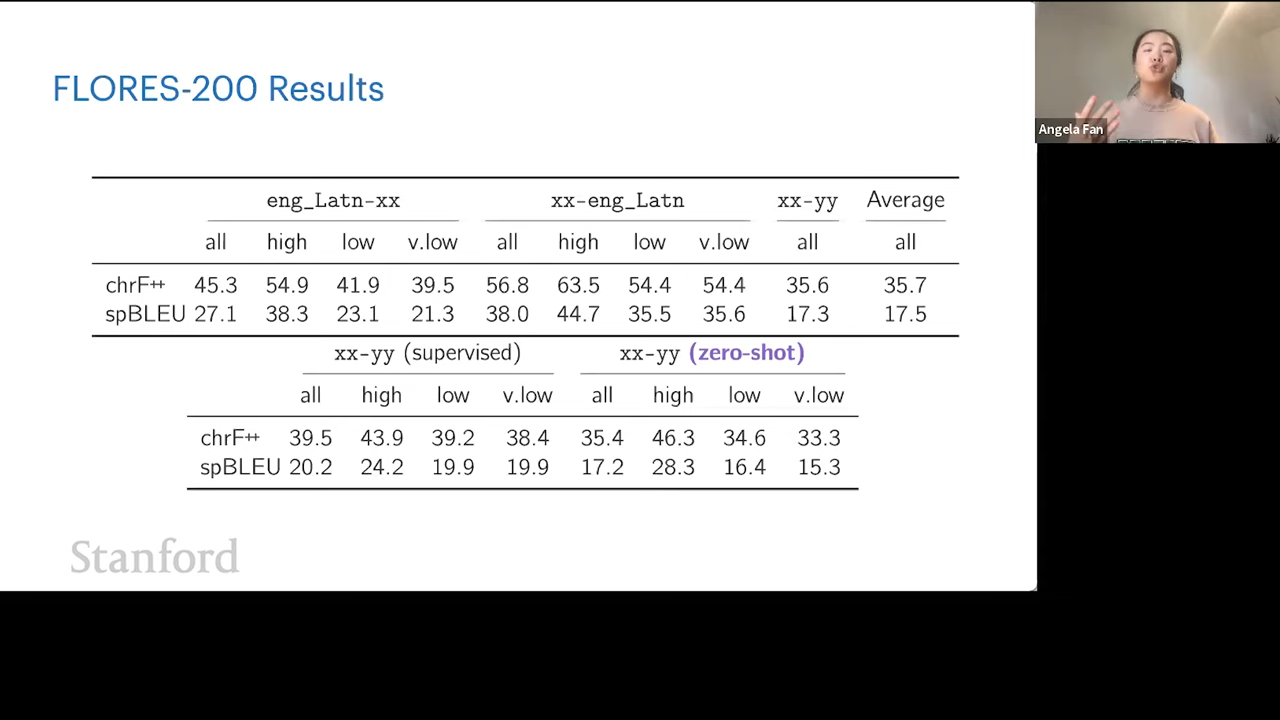 FLORES-200 Results
Angela Fan
eng_Latn-xx xx-eng_Latn xx-yy Average
all high low v.low all high low v.low all all
chrF++ 45.3 54.9 41.9 39.5 56.8 63.5 54.4 54.4 35.6 35.7
spBLEU 27.1 38.3 23.1 21.3 38.0 44.7 35.5 35.6 17.3 17.5
xx-yy (supervised) xx-yy (zero-shot)
all high low v.low all high low v.low
chrF++ 39.5 43.9 39.2 38.4 35.4 46.3 34.6 33.3
spBLEU 20.2 24.2 19.9 19.9 17.2 28.3 16.4 15.3
Stanford